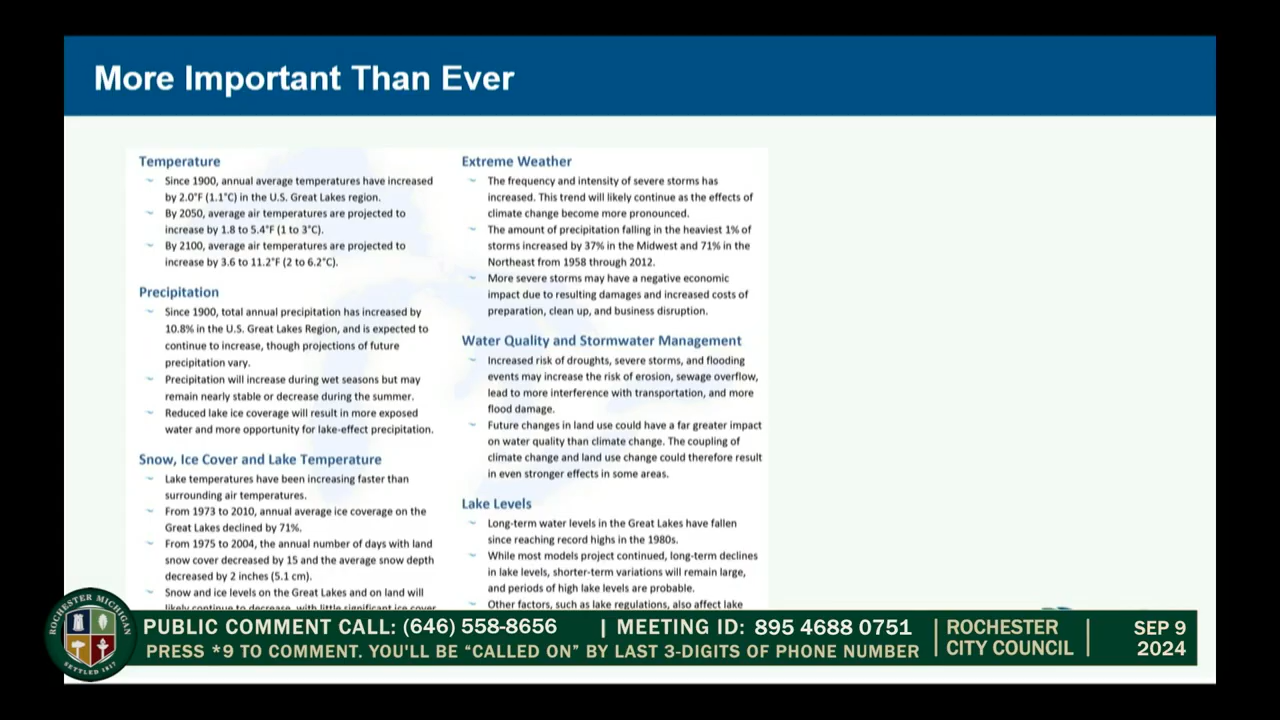 More Important Than Ever
Temperature
Since 1900, annual average temperatures have increased
by 2.0°F (1.1°C) in the U.S. Great Lakes region.
By 2050, average air temperatures are projected to
increase by 1.8 to 5.4°F (1 to 3°C).
By 2100, average air temperatures are projected to
increase by 3.6 to 11.2°F (2 to 6.2°C).
Precipitation
Since 1900, total annual precipitation has increased by
10.8% in the U.S. Great Lakes Region, and is expected to
continue to increase, though projections of future
precipitation vary.
Precipitation will increase during wet seasons but may
remain nearly stable or decrease during the summer.
Reduced lake ice coverage will result in more exposed
water and more opportunity for lake-effect precipitation.
Snow, Ice Cover and Lake Temperature
Lake temperatures have been increasing faster than
surrounding air temperatures.
From 1973 to 2010, annual average ice coverage on the
Great Lakes declined by 71%.
From 1975 to 2004, the annual number of days with land
snow cover decreased by 15 and the average snow depth
decreased by 2 inches (5.1 cm).
Snow and ice levels on the Great Lakes and on land will
likely continue to decrease, with little significant ice cover
Extreme Weather
The frequency and intensity of severe storms has
increased. This trend will likely continue as the effects of
climate change become more pronounced.
The amount of precipitation falling in the heaviest 1% of
storms increased by 37% in the Midwest and 71% in the
Northeast from 1958 through 2012.
More severe storms may have a negative economic
impact due to resulting damages and increased costs of
preparation, clean up, and business disruption.
Water Quality and Stormwater Management
Increased risk of droughts, severe storms, and flooding
events may increase the risk of erosion, sewage overflow,
lead to more interference with transportation, and more
flood damage.
Future changes in land use could have a far greater impact
on water quality than climate change. The coupling of
climate change and land use change could therefore result
in even stronger effects in some areas.
Lake Levels
Long-term water levels in the Great Lakes have fallen
since reaching record highs in the 1980s.
While most models project continued, long-term declines
in lake levels, shorter-term variations will remain large,
and periods of high lake levels are probable.
Other factors, such as lake regulations, also affect lake
ROCHESTER MICHIGAN
SETTLED 1817
PUBLIC COMMENT CALL: (646) 558-8656 | MEETING ID: 895 4688 0751
PRESS *9 TO COMMENT. YOU'LL BE “CALLED ON” BY LAST 3-DIGITS OF PHONE NUMBER
ROCHESTER
CITY COUNCIL
SEP 9
2024